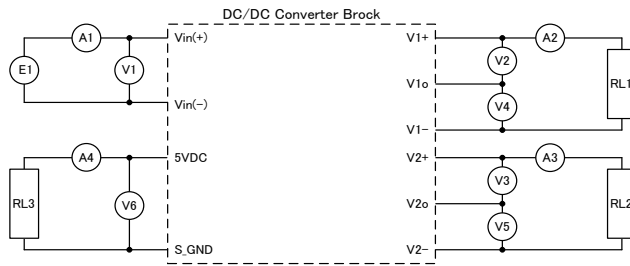 DC/DC Converter Brock
A1
Vin(+)
V1+
A2
E1
V1
V2
V1o
RL1
Vin(-)
V4
V1-
A4
5VDC
V2+
A3
RL3
V6
V3
V2o
RL2
V5
S_GND
V2-